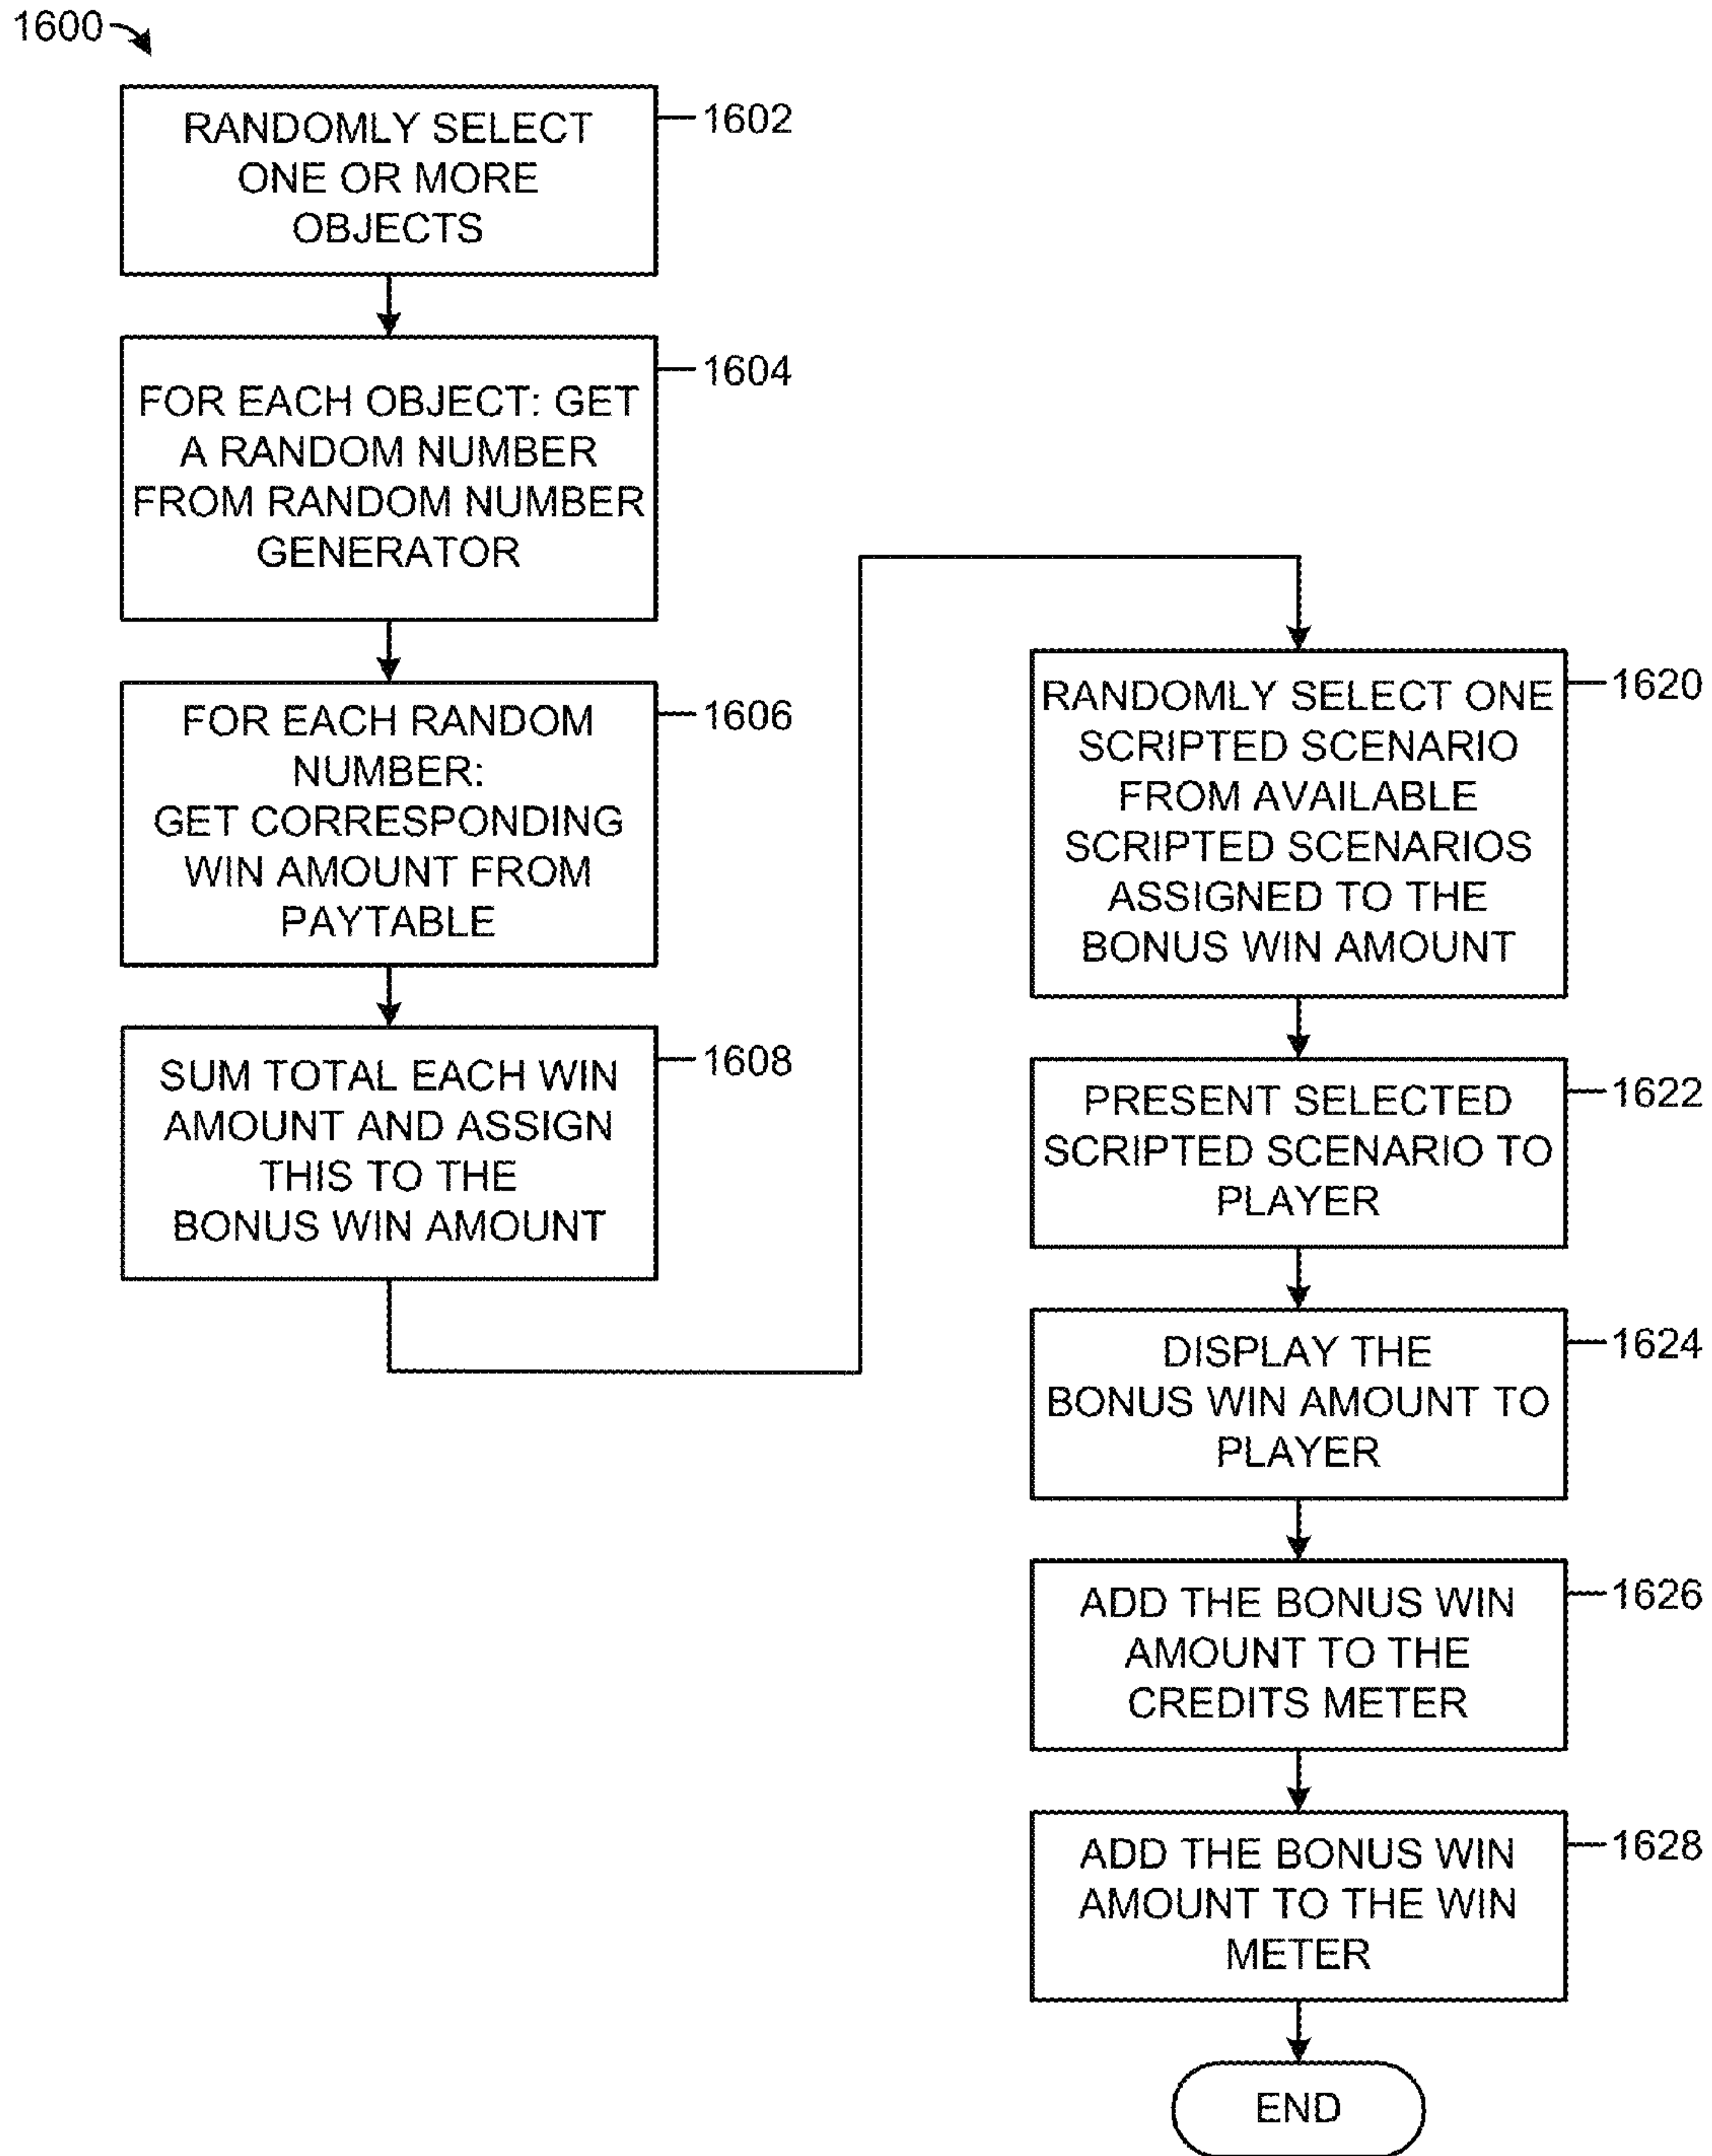 1600
RANDOMLY SELECT
ONE OR MORE
OBJECTS
1602
FOR EACH OBJECT: GET
A RANDOM NUMBER
FROM RANDOM NUMBER
GENERATOR
1604
FOR EACH RANDOM
NUMBER:
GET CORRESPONDING
WIN AMOUNT FROM
PAYTABLE
1606
SUM TOTAL EACH WIN
AMOUNT AND ASSIGN
THIS TO THE
BONUS WIN AMOUNT
1608
RANDOMLY SELECT ONE
SCRIPTED SCENARIO
FROM AVAILABLE
SCRIPTED SCENARIOS
ASSIGNED TO THE
BONUS WIN AMOUNT
1620
PRESENT SELECTED
SCRIPTED SCENARIO TO
PLAYER
1622
DISPLAY THE
BONUS WIN AMOUNT TO
PLAYER
1624
ADD THE BONUS WIN
AMOUNT TO THE
CREDITS METER
1626
ADD THE BONUS WIN
AMOUNT TO THE WIN
METER
1628
END